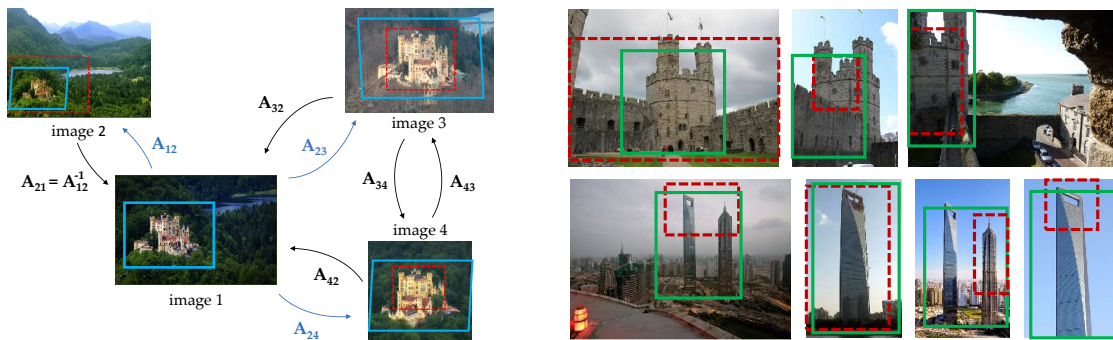 image 2
A₁₂
A₂₁ = A₁₂⁻¹
image 1
A₃₂
A₂₃
image 3
A₃₄
A₄₃
image 4
A₄₂
A₂₄